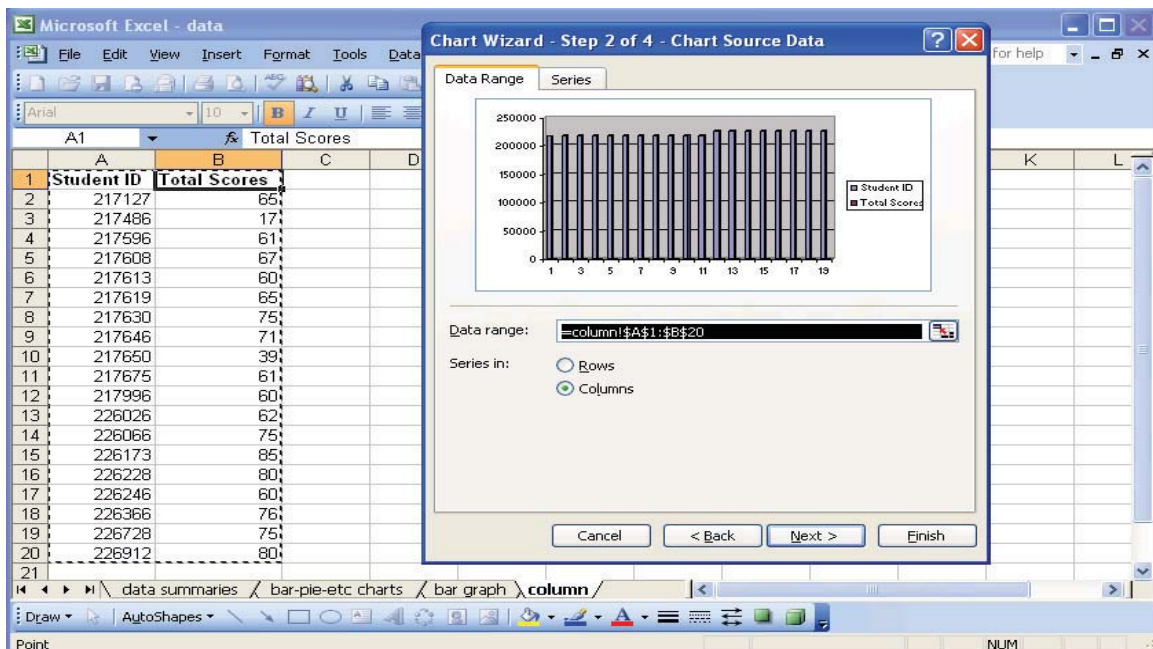 Microsoft Excel - data
File Edit View Insert Format Tools Data
for help
Arial 10 B I U
A1 fx Total Scores
A B C D K L
1 Student ID Total Scores
2 217127 65
3 217486 17
4 217596 61
5 217608 67
6 217613 60
7 217619 65
8 217630 75
9 217646 71
10 217650 39
11 217675 61
12 217996 60
13 226026 62
14 226066 75
15 226173 85
16 226228 80
17 226246 60
18 226366 76
19 226728 75
20 226912 80
21
Chart Wizard - Step 2 of 4 - Chart Source Data
Data Range Series
250000
200000
150000
100000
50000
0
1 3 5 7 9 11 13 15 17 19
Student ID
Total Scores
Data range: =column!$A$1:$B$20
Series in: Rows
Columns
Cancel < Back Next > Finish
data summaries / bar-pie-etc charts / bar graph \ column /
Draw AutoShapes A
Point NUM